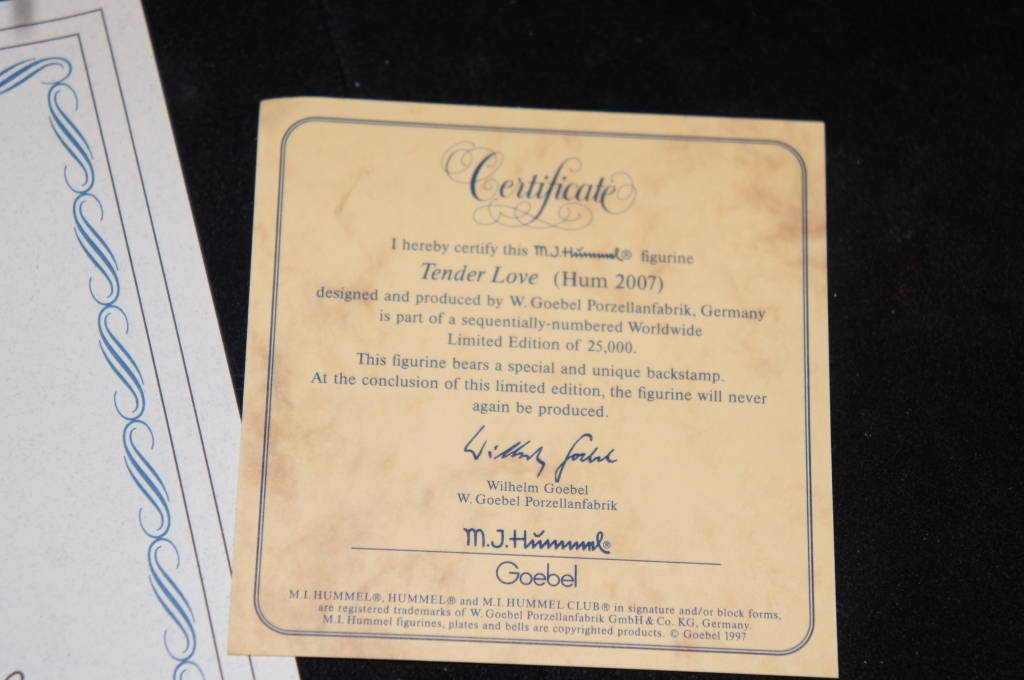 Certificate
I hereby certify this M.J.Hummel® figurine
Tender Love (Hum 2007)
designed and produced by W. Goebel Porzellanfabrik, Germany
is part of a sequentially-numbered Worldwide
Limited Edition of 25,000.
This figurine bears a special and unique backstamp.
At the conclusion of this limited edition, the figurine will never
again be produced.
Wilhelm Goebel
Wilhelm Goebel
W. Goebel Porzellanfabrik
M.J.Hummel®
Goebel
M.I. HUMMEL®, HUMMEL® and M.I. HUMMEL CLUB® in signature and/or block forms,
are registered trademarks of W. Goebel Porzellanfabrik GmbH & Co. KG, Germany.
M.I. Hummel figurines, plates and bells are copyrighted products. © Goebel 1997